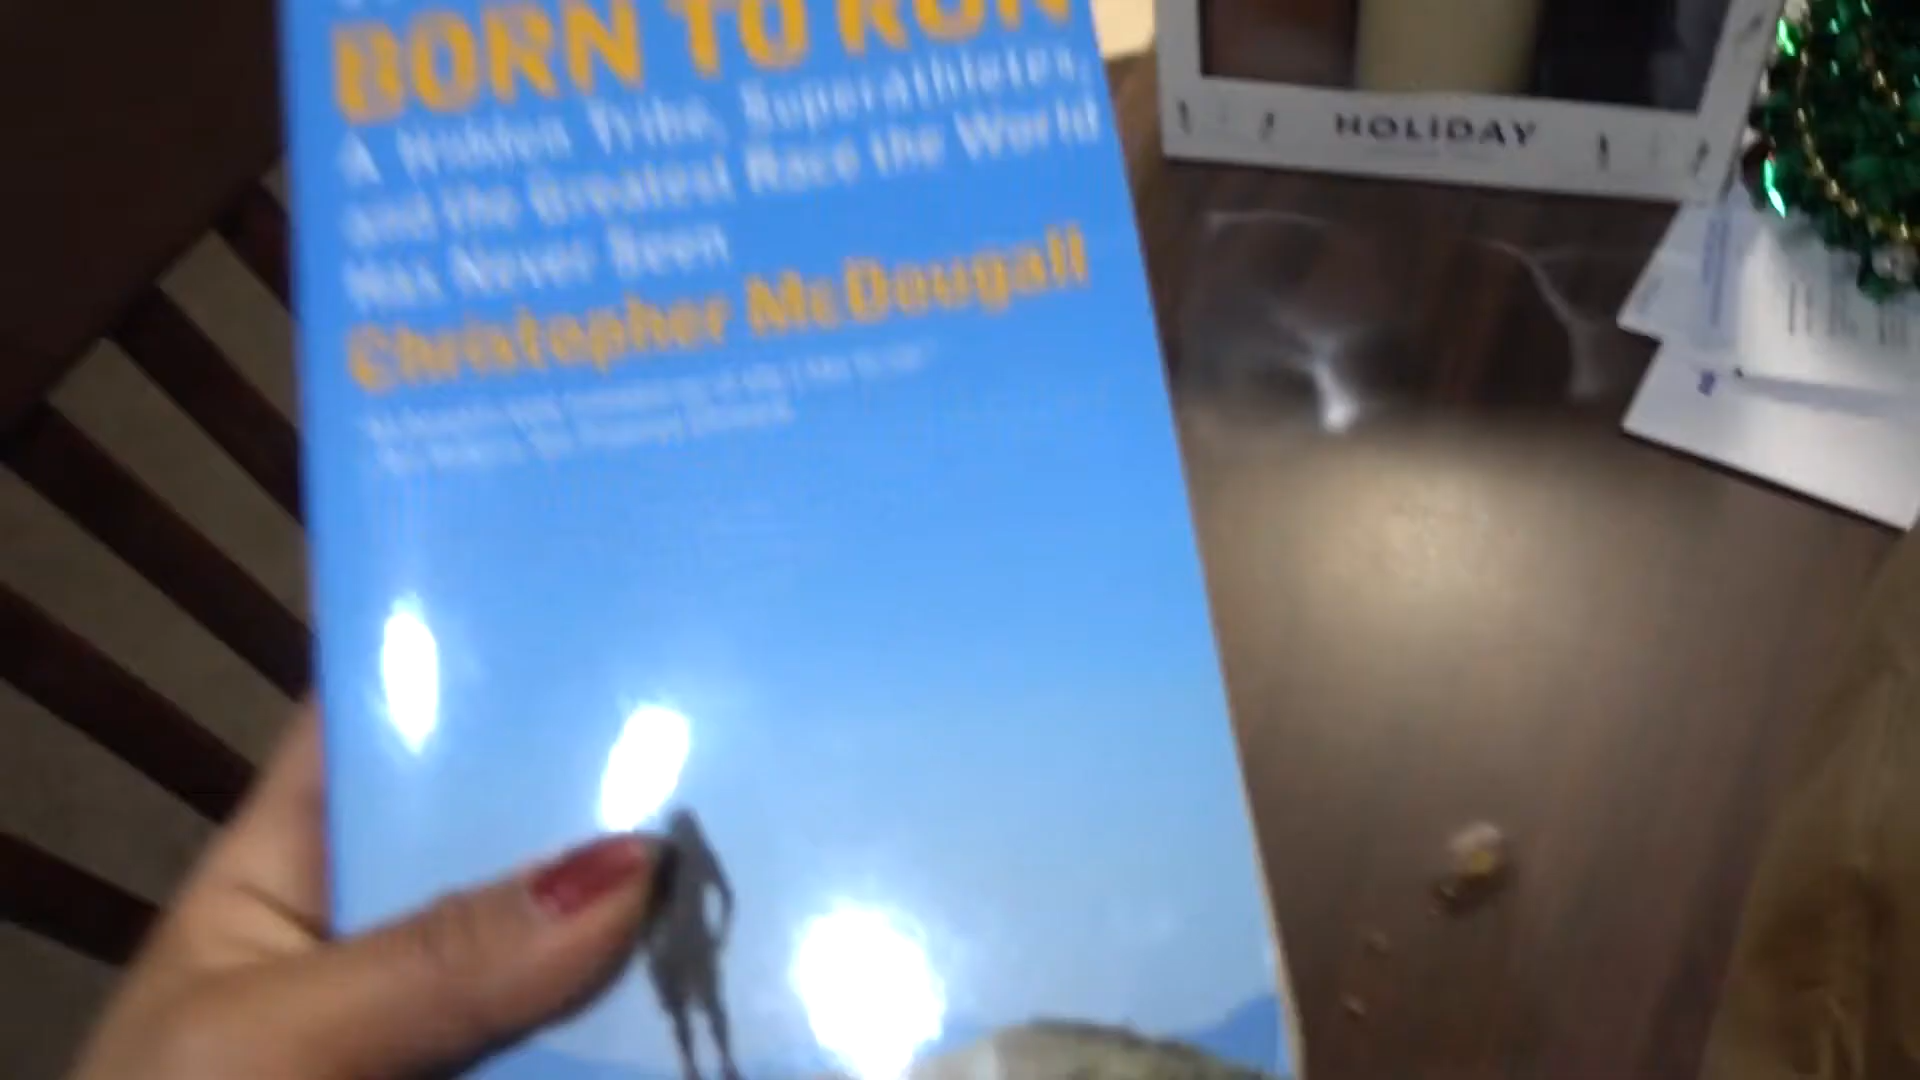 BORN TO RUN
A Hidden Tribe, Superathletes,
and the Greatest Race the World
Has Never Seen
Christopher McDougall
HOLIDAY